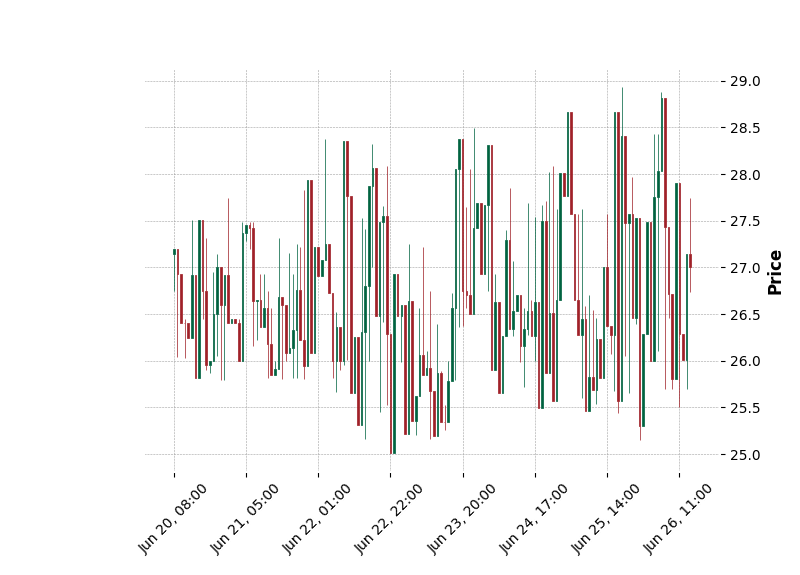 29.0
28.5
28.0
27.5
27.0
26.5
26.0
25.5
25.0
Price
Jun 20, 08:00
Jun 21, 05:00
Jun 22, 01:00
Jun 22, 22:00
Jun 23, 20:00
Jun 24, 17:00
Jun 25, 14:00
Jun 26, 11:00